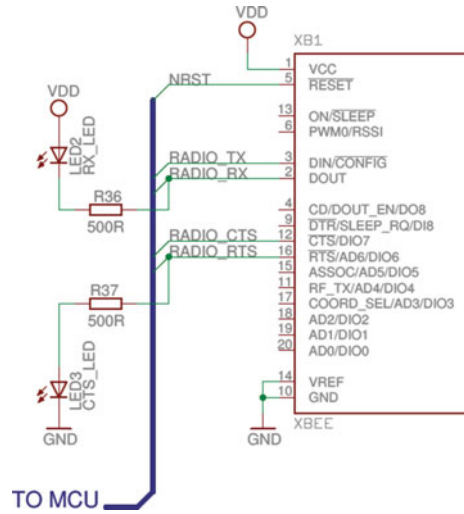 VDD
XB1
1 VCC
NRST
5 RESET
VDD
13 ON/SLEEP
6 PWM0/RSSI
LED2
RX_LED
RADIO_TX
3 DIN/CONFIG
RADIO_RX
2 DOUT
R36
500R
4 CD/DOUT_EN/DO8
9 DTR/SLEEP_RQ/DI8
RADIO_CTS
12 CTS/DIO7
RADIO_RTS
16 RTS/AD6/DIO6
15 ASSOC/AD5/DIO5
11 RF_TX/AD4/DIO4
R37
500R
17 COORD_SEL/AD3/DIO3
18 AD2/DIO2
19 AD1/DIO1
20 AD0/DIO0
LED3
CTS_LED
14 VREF
10 GND
GND
GND
XBEE
TO MCU